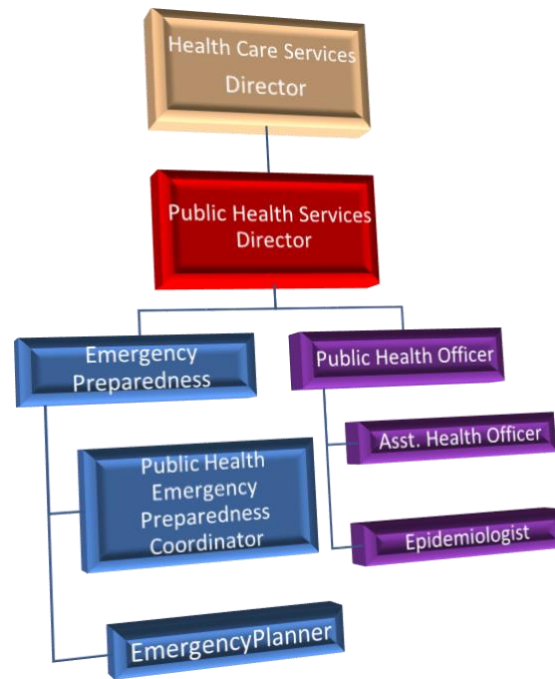 Health Care Services
Director
Public Health Services
Director
Emergency
Preparedness
Public Health
Emergency
Preparedness
Coordinator
EmergencyPlanner
Public Health Officer
Asst. Health Officer
Epidemiologist